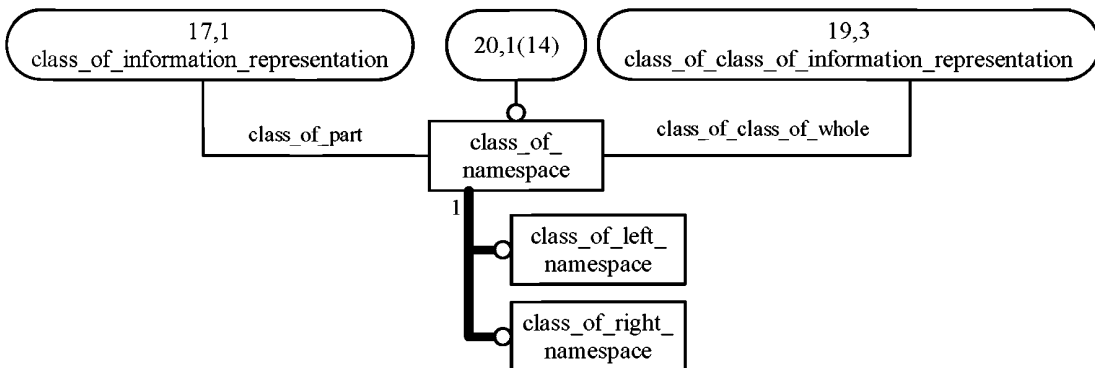 17,1
class_of_information_representation
20,1(14)
19,3
class_of_class_of_information_representation
class_of_part
class_of_
namespace
class_of_class_of_whole
1
class_of_left_
namespace
class_of_right_
namespace